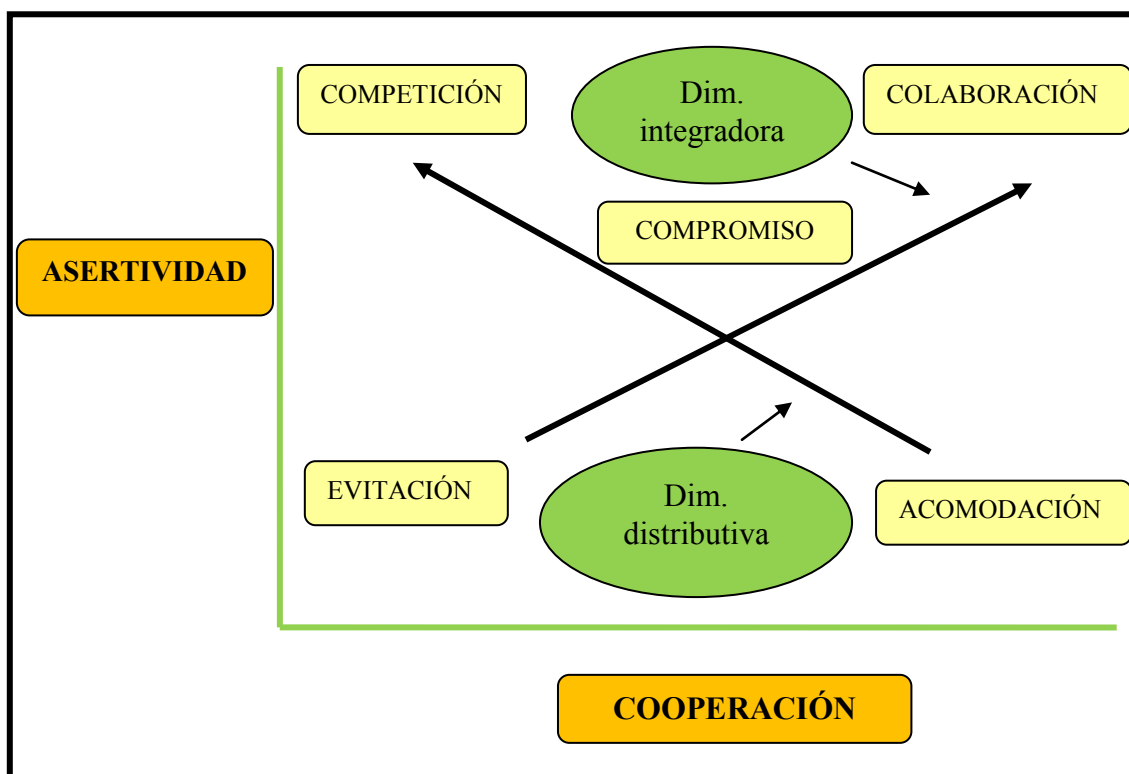 COMPETICIÓN
Dim.
integradora
COLABORACIÓN
COMPROMISO
ASERTIVIDAD
EVITACIÓN
Dim.
distributiva
ACOMODACIÓN
COOPERACIÓN